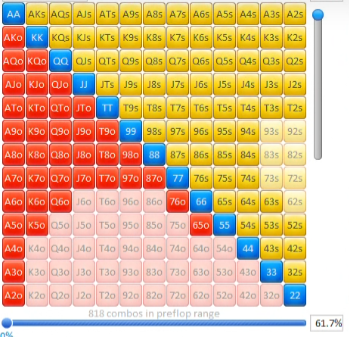 AA AKs AQs AJs ATs A9s A8s A7s A6s A5s A4s A3s A2s
AKo KK KQs KJs KTs K9s K8s K7s K6s K5s K4s K3s K2s
AQo KQo QQ QJs QTs Q9s Q8s Q7s Q6s Q5s Q4s Q3s Q2s
AJo KJo QJo JJ JTs J9s J8s J7s J6s J5s J4s J3s J2s
ATo KTo QTo JTo TT T9s T8s T7s T6s T5s T4s T3s T2s
A9o K9o Q9o J9o T9o 99 98s 97s 96s 95s 94s 93s 92s
A8o K8o Q8o J8o T8o 98o 88 87s 86s 85s 84s 83s 82s
A7o K7o Q7o J7o T7o 97o 87o 77 76s 75s 74s 73s 72s
A6o K6o Q6o J6o T6o 96o 86o 76o 66 65s 64s 63s 62s
A5o K5o Q5o J5o T5o 95o 85o 75o 65o 55 54s 53s 52s
A4o K4o Q4o J4o T4o 94o 84o 74o 64o 54o 44 43s 42s
A3o K3o Q3o J3o T3o 93o 83o 73o 63o 53o 43o 33 32s
A2o K2o Q2o J2o T2o 92o 82o 72o 62o 52o 42o 32o 22
818 combos in preflop range
61.7%
0%